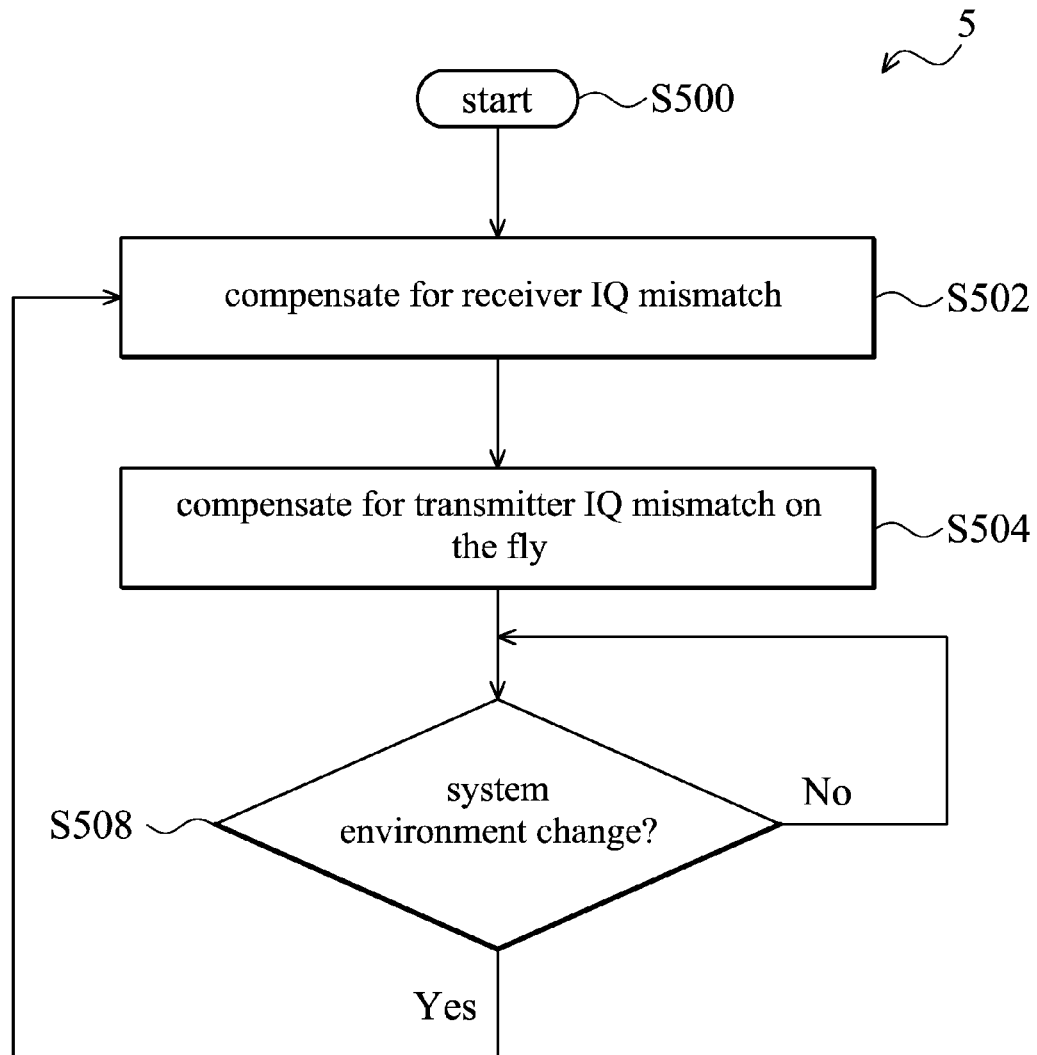 5
start
S500
compensate for receiver IQ mismatch
S502
compensate for transmitter IQ mismatch on
the fly
S504
system
environment change?
No
S508
Yes